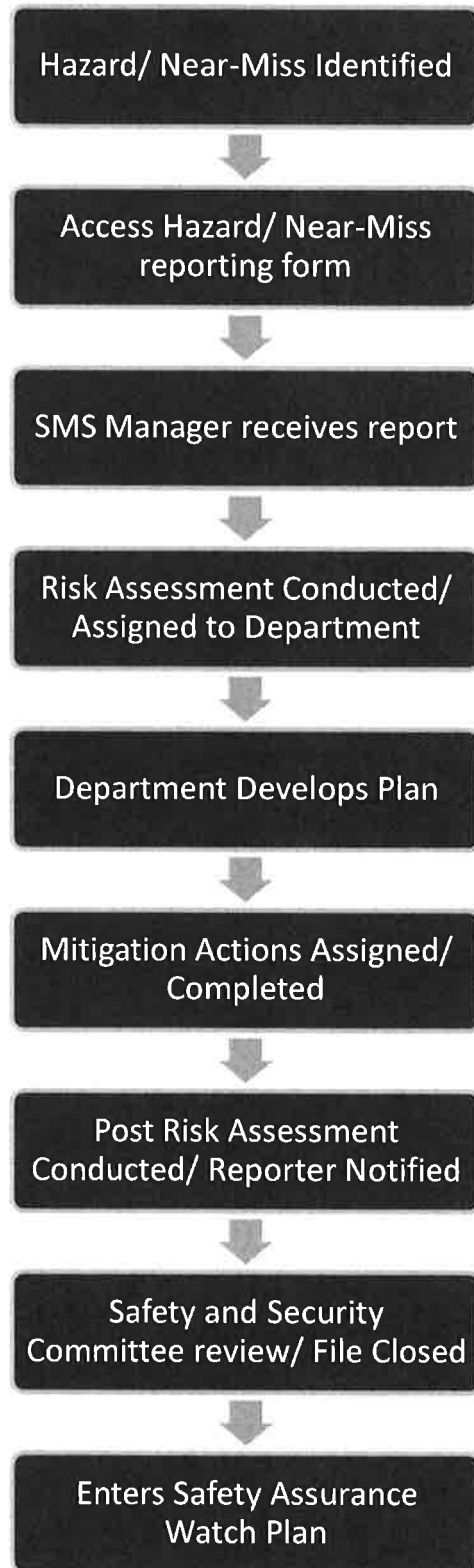 Hazard/ Near-Miss Identified
Access Hazard/ Near-Miss
reporting form
SMS Manager receives report
Risk Assessment Conducted/
Assigned to Department
Department Develops Plan
Mitigation Actions Assigned/
Completed
Post Risk Assessment
Conducted/ Reporter Notified
Safety and Security
Committee review/ File Closed
Enters Safety Assurance
Watch Plan